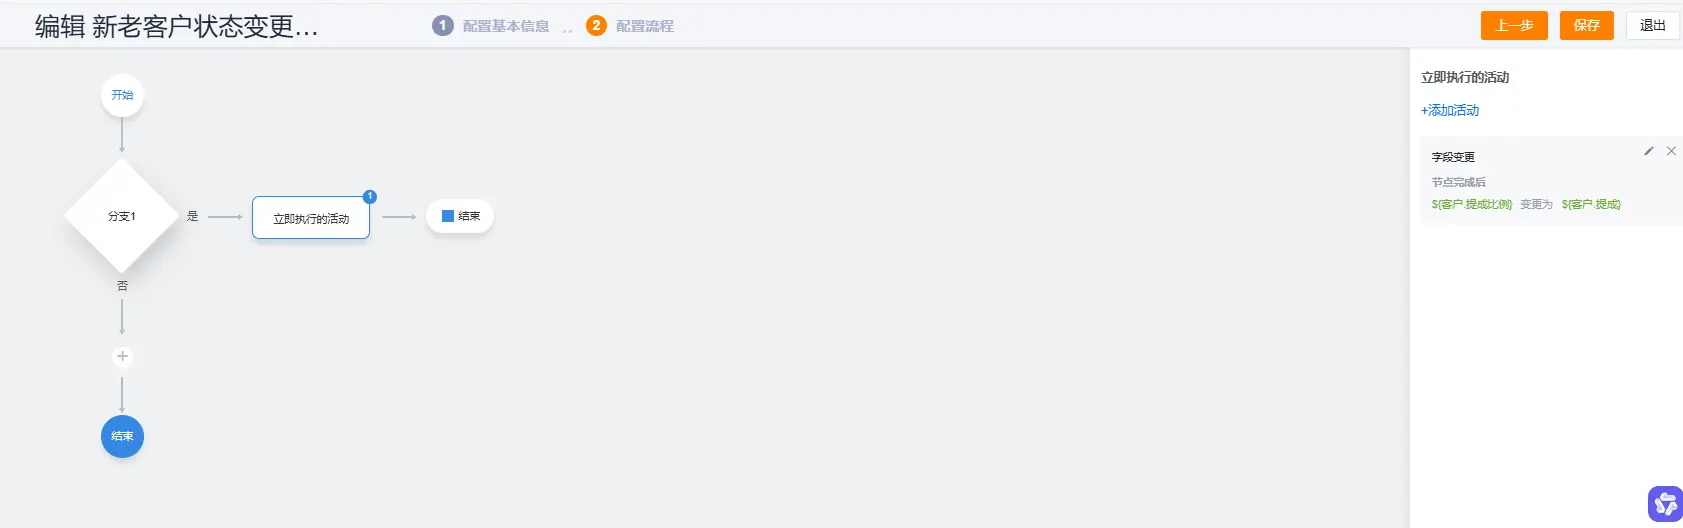 编辑 新老客户状态变更...
1 配置基本信息 .. 2 配置流程
上一步 保存 退出
开始
分支1
是
立即执行的活动
1
结束
否
+
结束
立即执行的活动
+添加活动
字段变更
节点完成后
${客户.提成比例} 变更为 ${客户.提成}